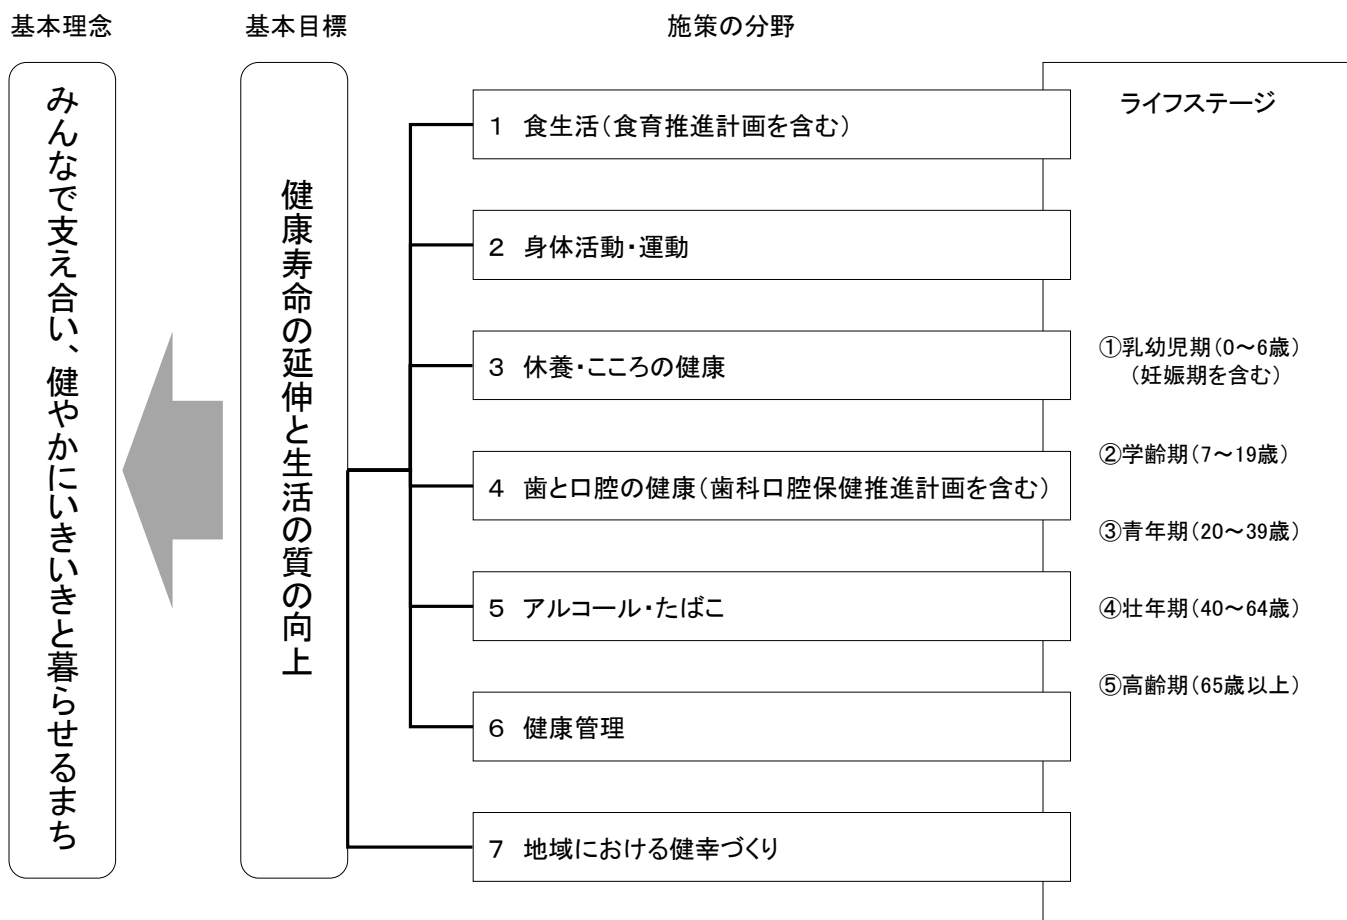 基本理念
基本目標
施策の分野
みんなで支え合い、健やかにいきいきと暮らせるまち
健康寿命の延伸と生活の質の向上
1 食生活(食育推進計画を含む)
2 身体活動・運動
3 休養・こころの健康
4 歯と口腔の健康(歯科口腔保健推進計画を含む)
5 アルコール・たばこ
6 健康管理
7 地域における健幸づくり
ライフステージ
①乳幼児期(0~6歳)
(妊娠期を含む)
②学齢期(7~19歳)
③青年期(20~39歳)
④壮年期(40~64歳)
⑤高齢期(65歳以上)